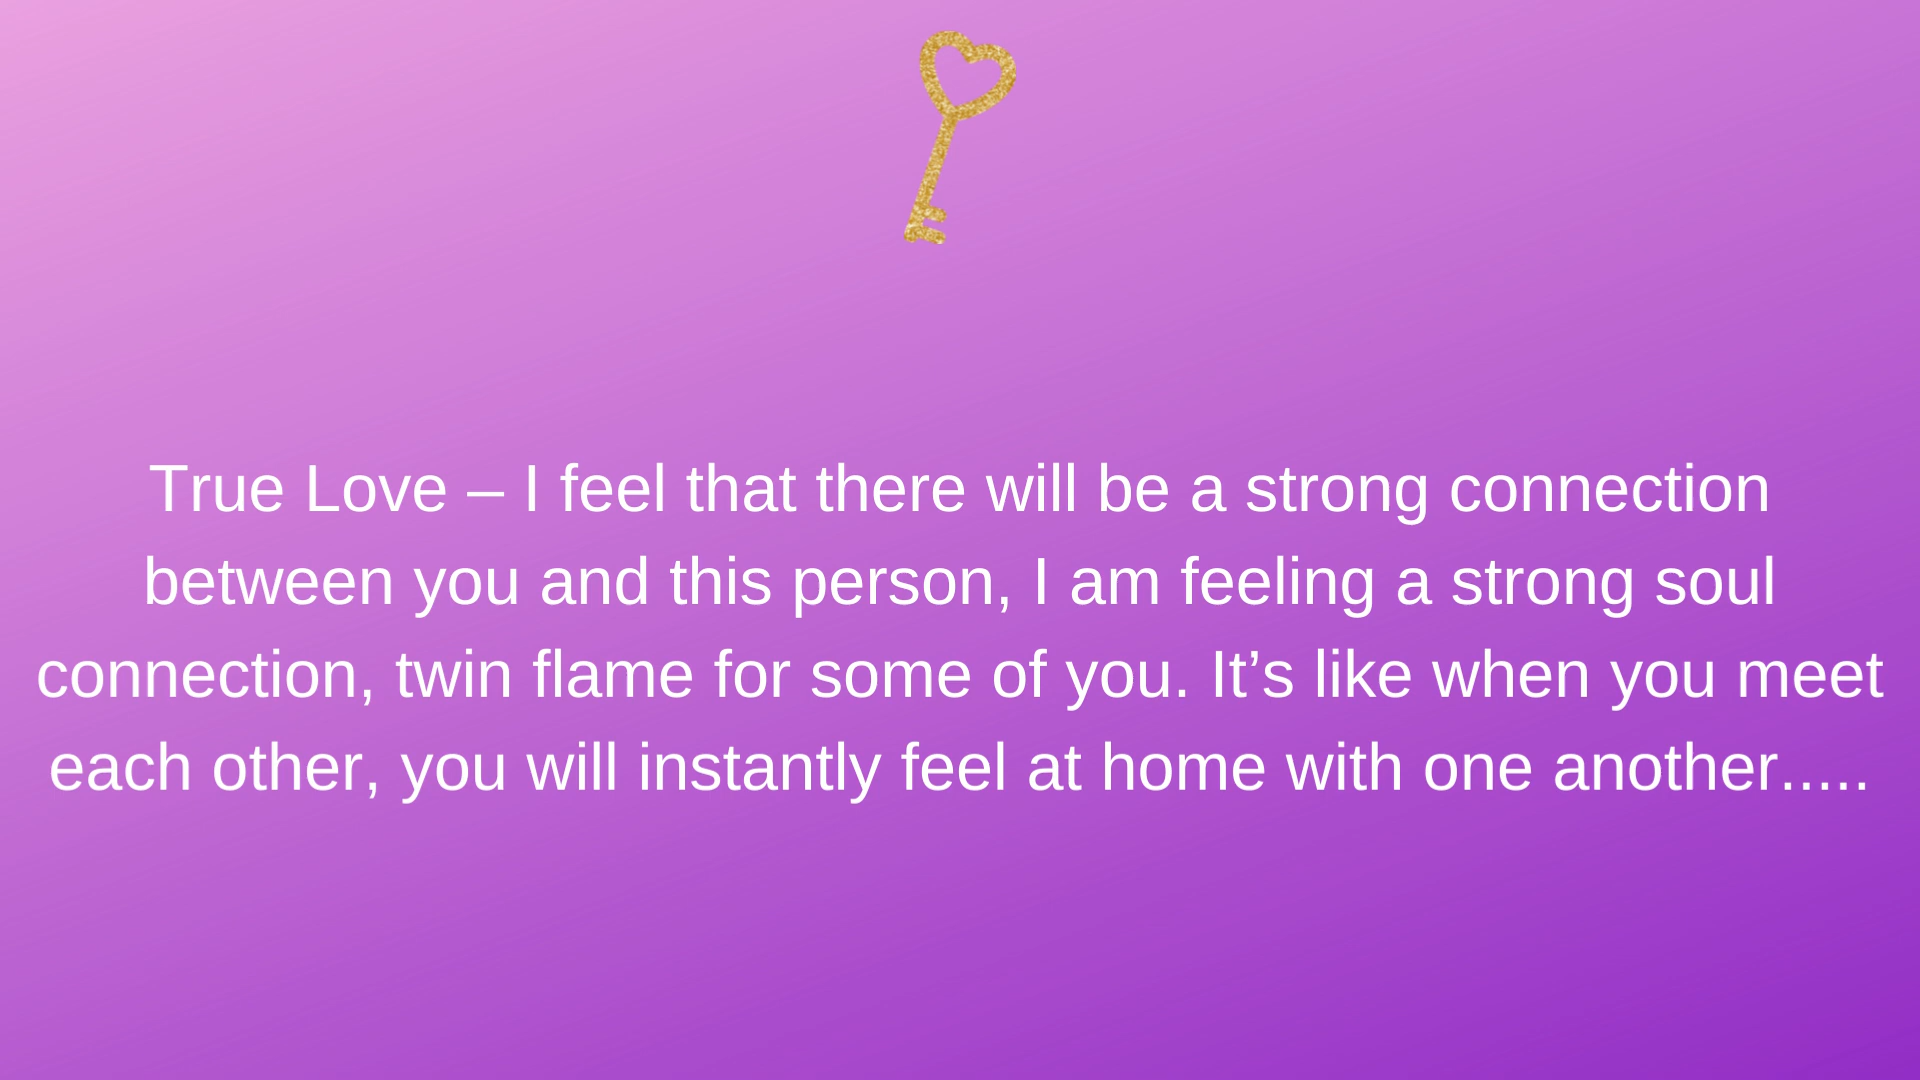 True Love – I feel that there will be a strong connection
between you and this person, I am feeling a strong soul
connection, twin flame for some of you. It’s like when you meet
each other, you will instantly feel at home with one another.....